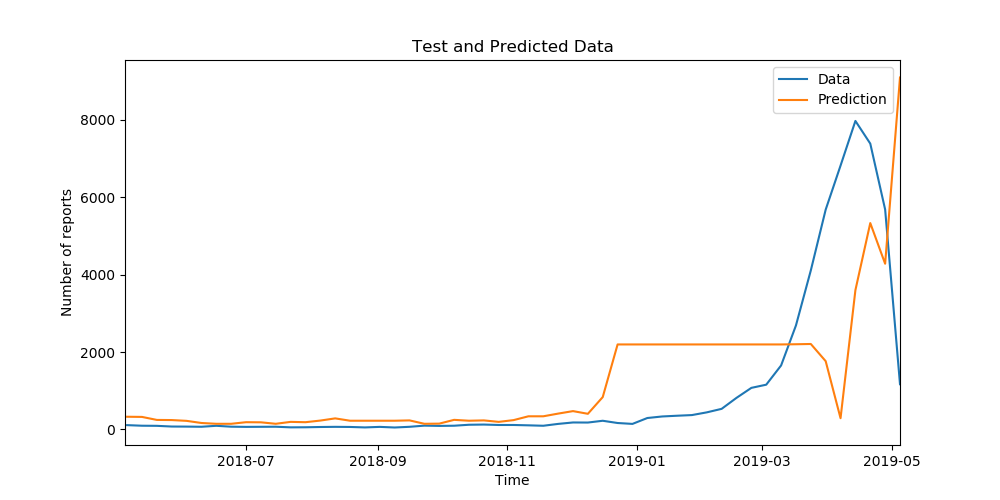 Test and Predicted Data
Data
Prediction
Number of reports
8000
6000
4000
2000
0
2018-07 2018-09 2018-11 2019-01 2019-03 2019-05
Time